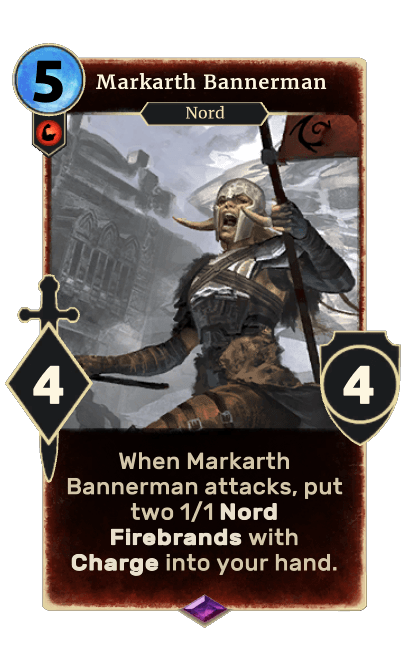 5
Markarth Bannerman
Nord
4
4
When Markarth
Bannerman attacks, put
two 1/1 Nord
Firebrands with
Charge into your hand.